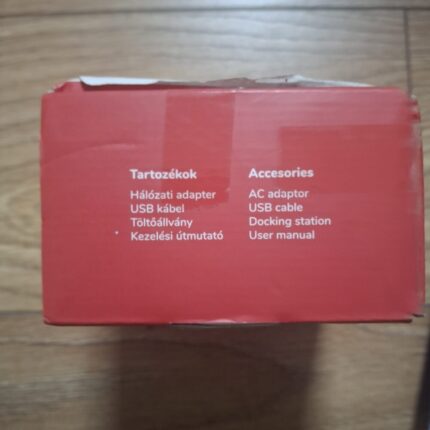 Tartozékok
Hálózati adapter
USB kábel
Töltőállvány
Kezelési útmutató
Accesories
AC adaptor
USB cable
Docking station
User manual